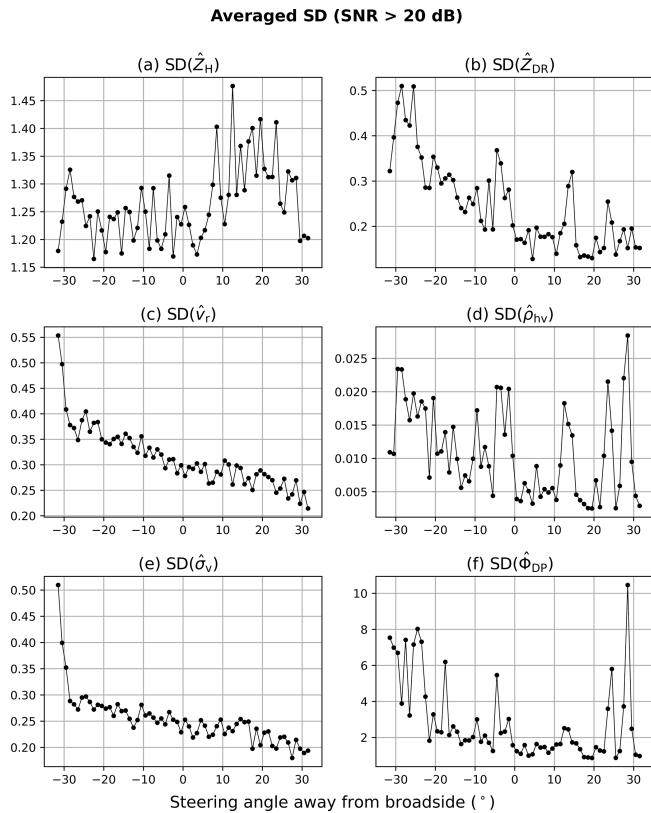 Averaged SD (SNR > 20 dB)
(a) SD(Ẑ_H)
1.45
1.40
1.35
1.30
1.25
1.20
1.15
−30 −20 −10 0 10 20 30
(b) SD(Ẑ_DR)
0.5
0.4
0.3
0.2
−30 −20 −10 0 10 20 30
(c) SD(v̂_r)
0.55
0.50
0.45
0.40
0.35
0.30
0.25
0.20
−30 −20 −10 0 10 20 30
(d) SD(ρ̂_hv)
0.025
0.020
0.015
0.010
0.005
−30 −20 −10 0 10 20 30
(e) SD(σ̂_v)
0.50
0.45
0.40
0.35
0.30
0.25
0.20
−30 −20 −10 0 10 20 30
(f) SD(Φ̂_DP)
10
8
6
4
2
−30 −20 −10 0 10 20 30
Steering angle away from broadside (°)